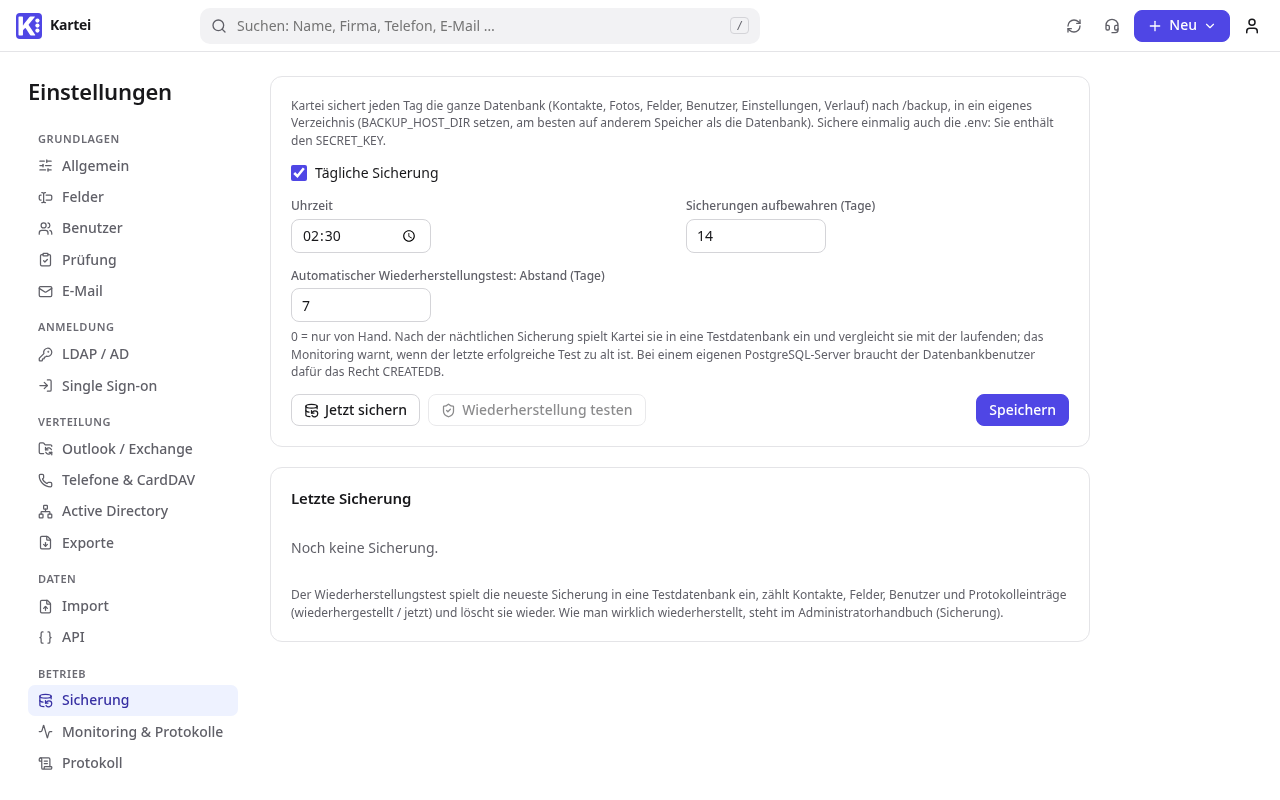 Kartei
Suchen: Name, Firma, Telefon, E-Mail ...
/
Neu
Einstellungen
GRUNDLAGEN
Allgemein
Felder
Benutzer
Prüfung
E-Mail
ANMELDUNG
LDAP / AD
Single Sign-on
VERTEILUNG
Outlook / Exchange
Telefone & CardDAV
Active Directory
Exporte
DATEN
Import
API
BETRIEB
Sicherung
Monitoring & Protokolle
Protokoll
Kartei sichert jeden Tag die ganze Datenbank (Kontakte, Fotos, Felder, Benutzer, Einstellungen, Verlauf) nach /backup, in ein eigenes
Verzeichnis (BACKUP_HOST_DIR setzen, am besten auf anderem Speicher als die Datenbank). Sichere einmalig auch die .env: Sie enthält
den SECRET_KEY.
Tägliche Sicherung
Uhrzeit
02:30
Sicherungen aufbewahren (Tage)
14
Automatischer Wiederherstellungstest: Abstand (Tage)
7
0 = nur von Hand. Nach der nächtlichen Sicherung spielt Kartei sie in eine Testdatenbank ein und vergleicht sie mit der laufenden; das
Monitoring warnt, wenn der letzte erfolgreiche Test zu alt ist. Bei einem eigenen PostgreSQL-Server braucht der Datenbankbenutzer
dafür das Recht CREATEDB.
Jetzt sichern
Wiederherstellung testen
Speichern
Letzte Sicherung
Noch keine Sicherung.
Der Wiederherstellungstest spielt die neueste Sicherung in eine Testdatenbank ein, zählt Kontakte, Felder, Benutzer und Protokolleinträge
(wiederhergestellt / jetzt) und löscht sie wieder. Wie man wirklich wiederherstellt, steht im Administratorhandbuch (Sicherung).